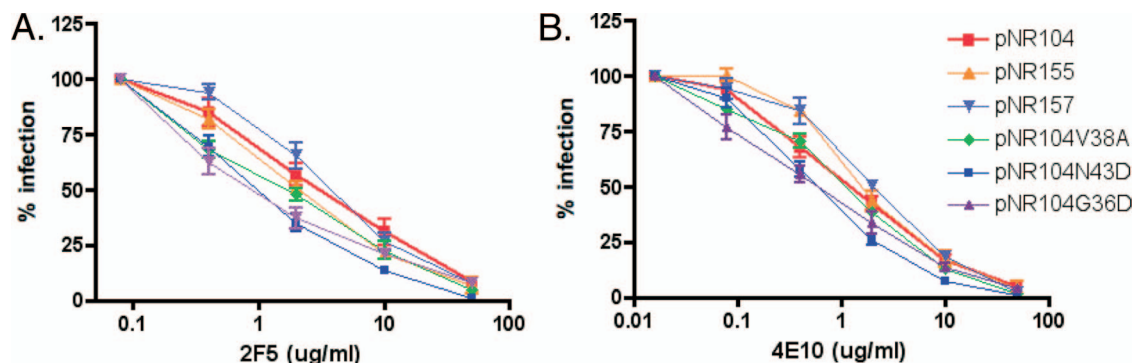 A.
125
100
75
50
25
0
% infection
0.1
1
10
100
2F5 (ug/ml)
B.
125
100
75
50
25
0
% infection
0.01
0.1
1
10
100
4E10 (ug/ml)
pNR104
pNR155
pNR157
pNR104V38A
pNR104N43D
pNR104G36D